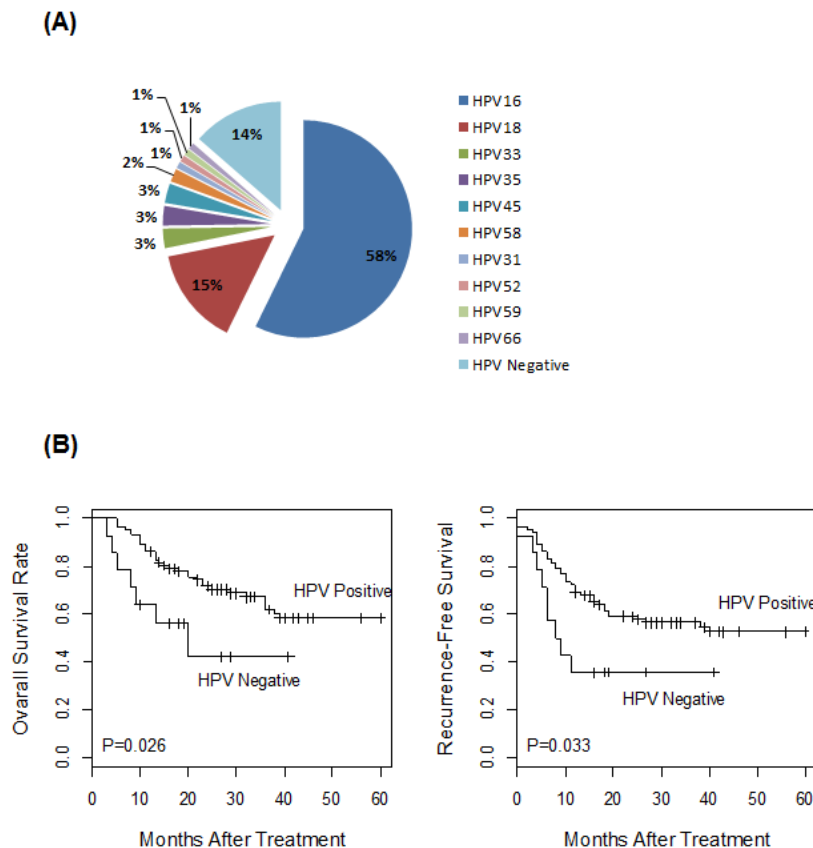 (A)
1%
1%
1%
1%
2%
3%
3%
3%
14%
15%
58%
HPV16
HPV18
HPV33
HPV35
HPV45
HPV58
HPV31
HPV52
HPV59
HPV66
HPV Negative
(B)
Ovarall Survival Rate
1.0
0.8
0.6
0.4
0.2
0.0
HPV Positive
HPV Negative
P=0.026
0 10 20 30 40 50 60
Months After Treatment
Recurrence-Free Survival
1.0
0.8
0.6
0.4
0.2
0.0
HPV Positive
HPV Negative
P=0.033
0 10 20 30 40 50 60
Months After Treatment